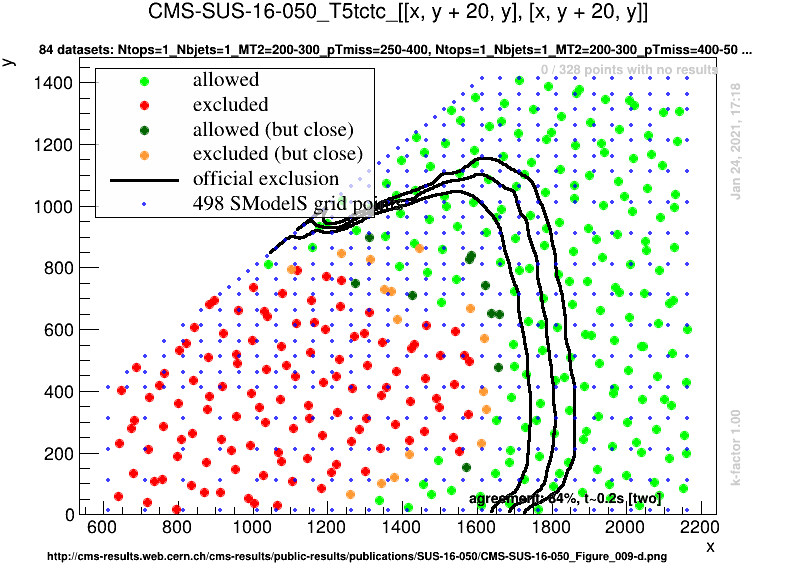 CMS-SUS-16-050_T5tctc_[[x, y + 20, y], [x, y + 20, y]]
84 datasets: Ntops=1_Nbjets=1_MT2=200-300_pTmiss=250-400, Ntops=1_Nbjets=1_MT2=200-300_pTmiss=400-50 ...
y
0 / 328 points with no results
allowed
excluded
allowed (but close)
excluded (but close)
official exclusion
498 SModelS grid points
1400
1200
1000
800
600
400
200
0
Jan 24, 2021, 17:18
k-factor 1.00
agreement: 84%, t~0.2s [two]
600 800 1000 1200 1400 1600 1800 2000 2200
x
http://cms-results.web.cern.ch/cms-results/public-results/publications/SUS-16-050/CMS-SUS-16-050_Figure_009-d.png